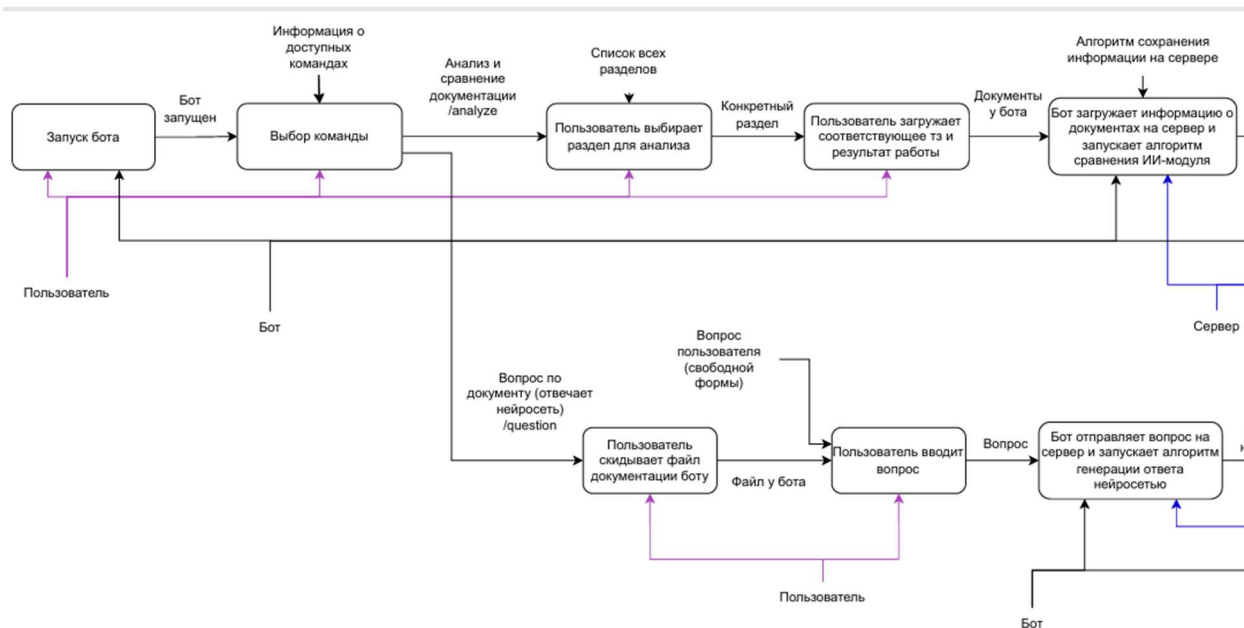 Информация о
доступных
командах
Анализ и
сравнение
документации
/analyze
Список всех
разделов
Алгоритм сохранения
информации на сервере
Бот
запущен
Конкретный
раздел
Документы
у бота
Запуск бота
Выбор команды
Пользователь выбирает
раздел для анализа
Пользователь загружает
соответствующее тз и
результат работы
Бот загружает информацию о
документах на сервер и
запускает алгоритм
сравнения ИИ-модуля
Пользователь
Бот
Сервер
Вопрос
пользователя
(свободной
формы)
Вопрос по
документу (отвечает
нейросеть)
/question
Пользователь
скидывает файл
документации боту
Файл у бота
Пользователь вводит
вопрос
Вопрос
Бот отправляет вопрос на
сервер и запускает алгоритм
генерации ответа
нейросетью
Пользователь
Бот